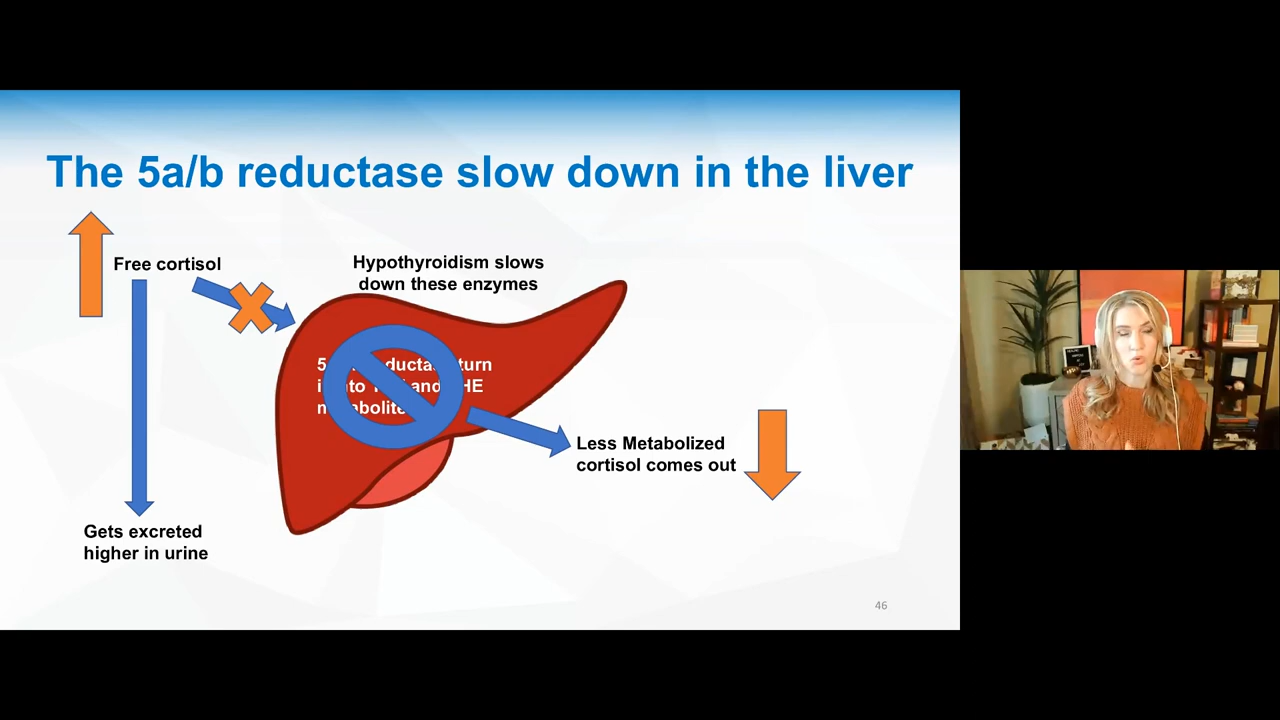 The 5a/b reductase slow down in the liver
Free cortisol
Hypothyroidism slows
down these enzymes
turn
and
Less Metabolized
cortisol comes out
Gets excreted
higher in urine
46